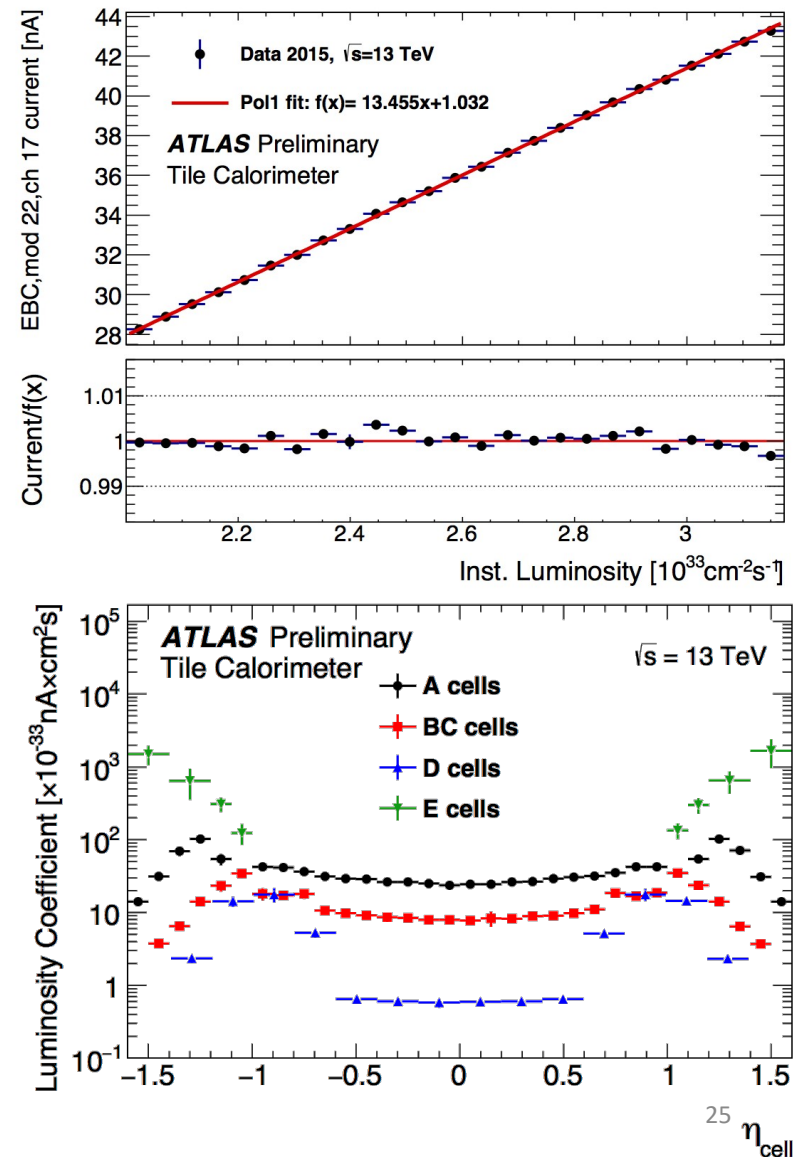 EBC,mod 22,ch 17 current [nA]
44
42
40
38
36
34
32
30
28
Data 2015, √s=13 TeV
Pol1 fit: f(x)= 13.455x+1.032
ATLAS Preliminary
Tile Calorimeter
Current/f(x)
1.01
1
0.99
2.2 2.4 2.6 2.8 3
Inst. Luminosity [10³³cm⁻²s⁻¹]
Luminosity Coefficient [×10⁻³³nA×cm²s]
10⁵
10⁴
10³
10²
10
1
10⁻¹
ATLAS Preliminary
Tile Calorimeter
√s = 13 TeV
A cells
BC cells
D cells
E cells
−1.5 −1 −0.5 0 0.5 1 1.5
25
η_cell